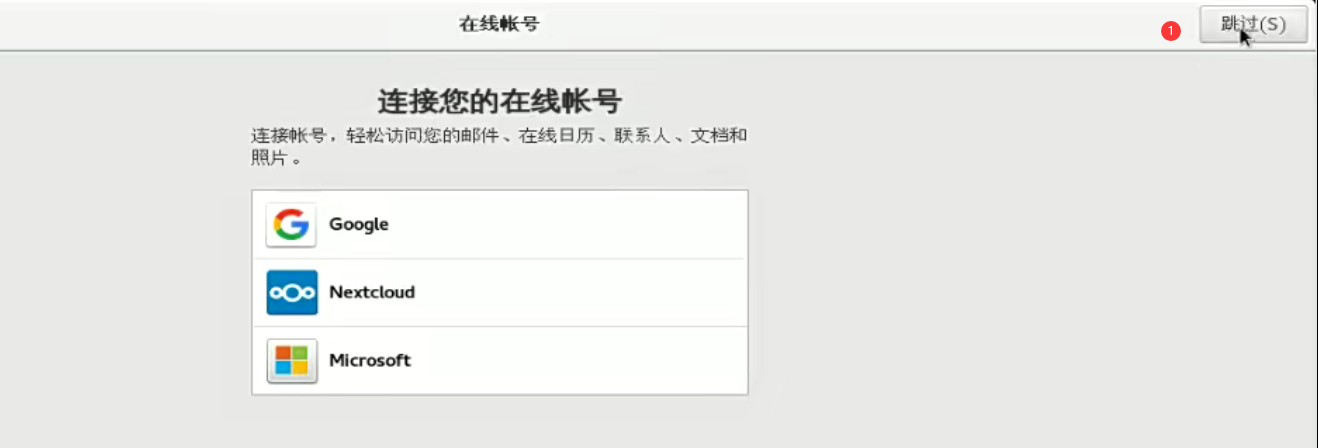 在线帐号
1
跳过(S)
连接您的在线帐号
连接帐号，轻松访问您的邮件、在线日历、联系人、文档和
照片。
Google
Nextcloud
Microsoft